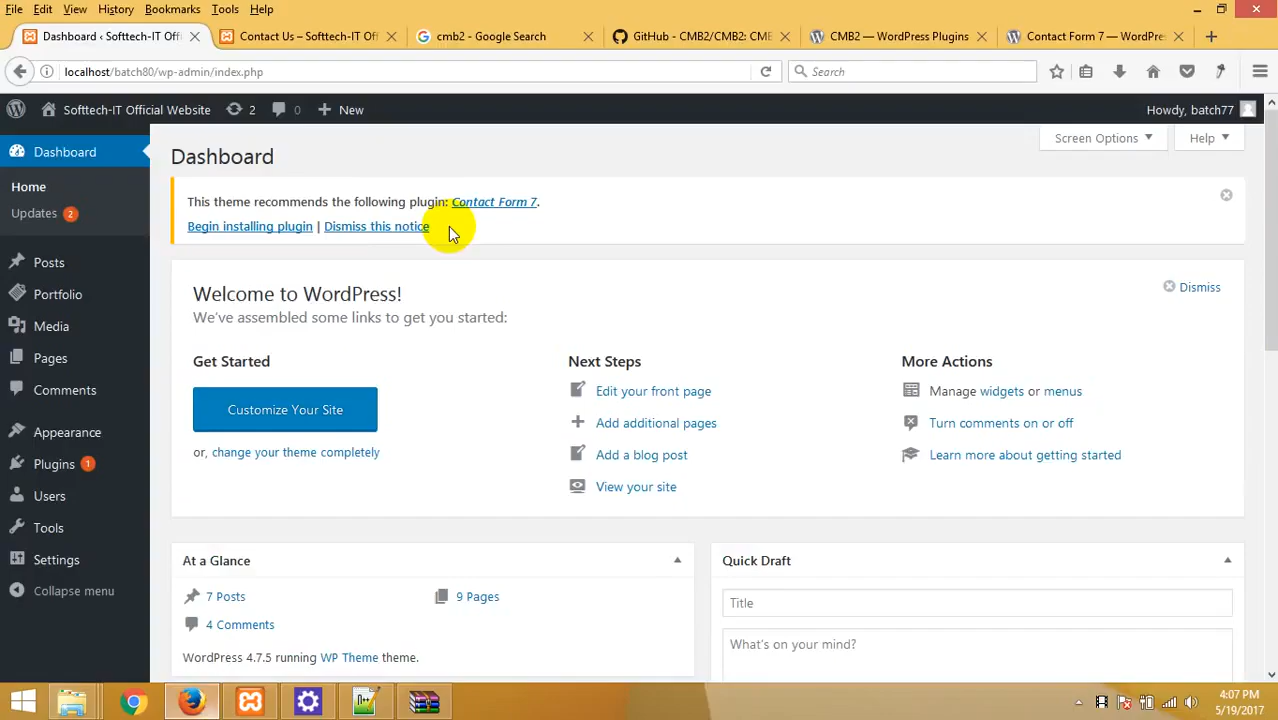 File Edit View History Bookmarks Tools Help
Dashboard ‹ Softtech-IT Offi
Contact Us – Softtech-IT Of
cmb2 - Google Search
GitHub - CMB2/CMB2: CME
CMB2 — WordPress Plugins
Contact Form 7 — WordPre
localhost/batch80/wp-admin/index.php
Search
Softtech-IT Official Website
2
0
New
Howdy, batch77
Dashboard
Home
Updates 2
Posts
Portfolio
Media
Pages
Comments
Appearance
Plugins 1
Users
Tools
Settings
Collapse menu
Screen Options
Help
Dashboard
This theme recommends the following plugin: Contact Form 7.
Begin installing plugin | Dismiss this notice
Welcome to WordPress!
Dismiss
We've assembled some links to get you started:
Get Started
Customize Your Site
or, change your theme completely
Next Steps
Edit your front page
Add additional pages
Add a blog post
View your site
More Actions
Manage widgets or menus
Turn comments on or off
Learn more about getting started
At a Glance
7 Posts
9 Pages
4 Comments
WordPress 4.7.5 running WP Theme theme.
Quick Draft
Title
What's on your mind?
4:07 PM
5/19/2017